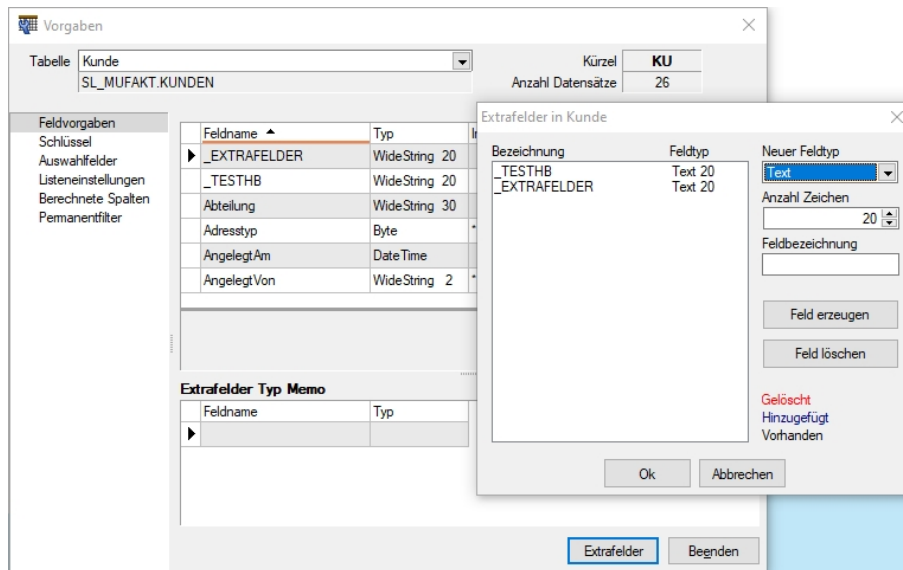 Vorgaben
Tabelle Kunde Kürzel KU
SL_MUFAKT.KUNDEN Anzahl Datensätze 26
Feldvorgaben
Schlüssel
Auswahlfelder
Listeneinstellungen
Berechnete Spalten
Permanentfilter
Feldname Typ
_EXTRAFELDER WideString 20
_TESTHB WideString 20
Abteilung WideString 30
Adresstyp Byte *
AngelegtAm DateTime
AngelegtVon WideString 2 *
Extrafelder Typ Memo
Feldname Typ
Extrafelder Beenden
Extrafelder in Kunde
Bezeichnung Feldtyp
_TESTHB Text 20
_EXTRAFELDER Text 20
Neuer Feldtyp
Text
Anzahl Zeichen
20
Feldbezeichnung
Feld erzeugen
Feld löschen
Gelöscht
Hinzugefügt
Vorhanden
Ok Abbrechen